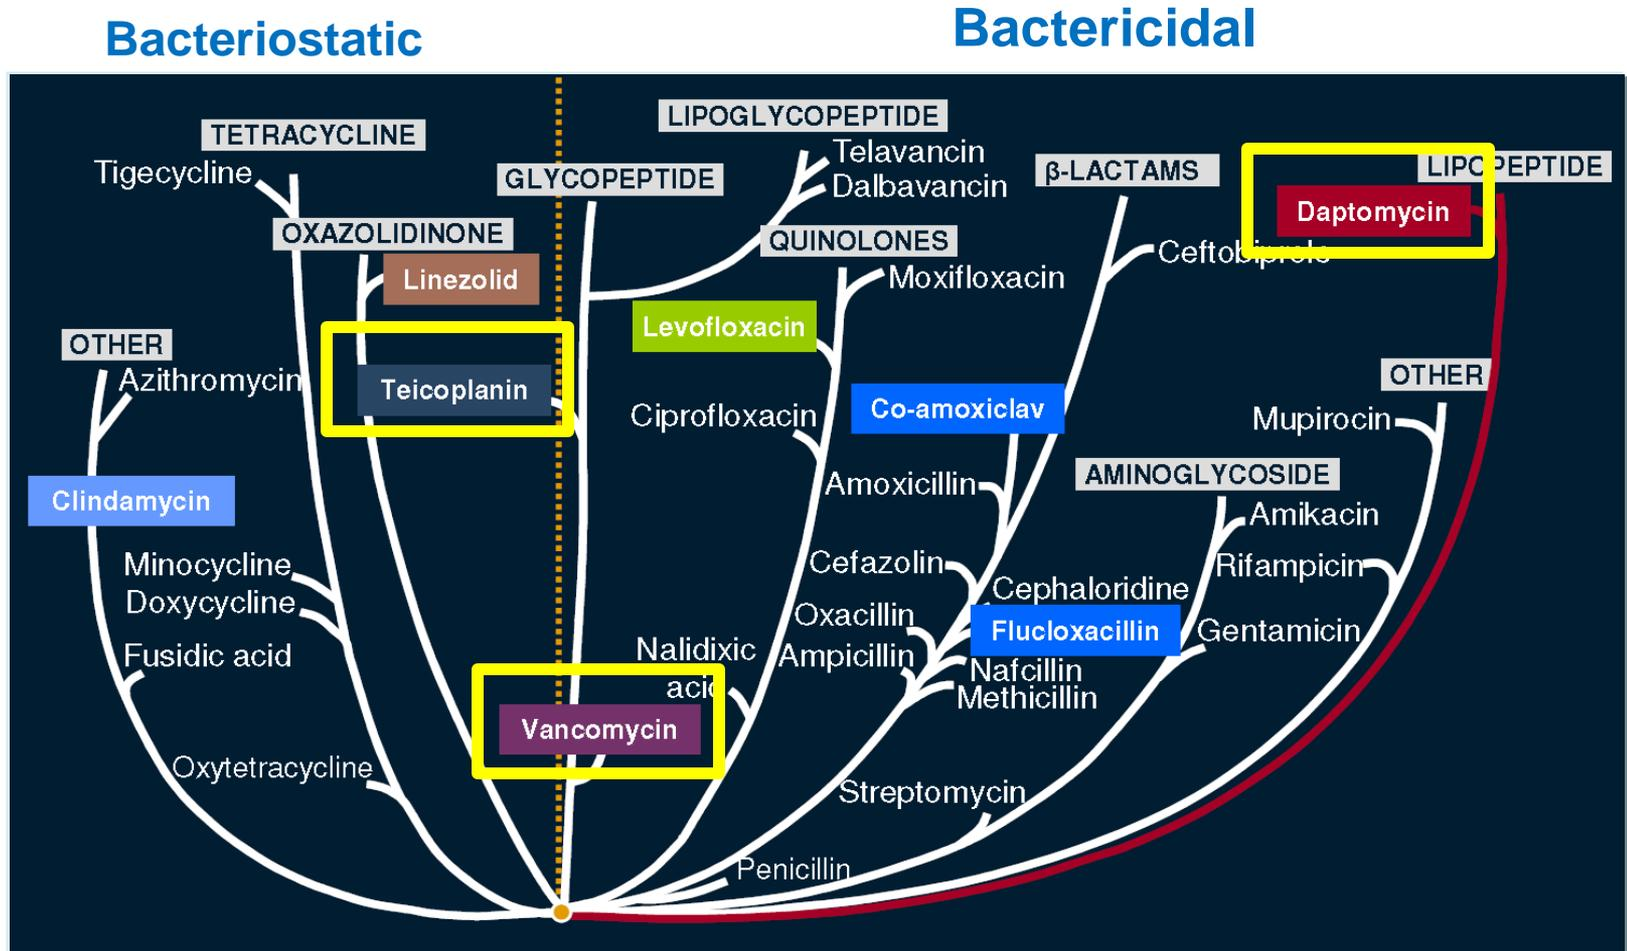 Bacteriostatic
Bactericidal
TETRACYCLINE
Tigecycline
OXAZOLIDINONE
Linezolid
OTHER
Azithromycin
Teicoplanin
Clindamycin
Minocycline
Doxycycline
Fusidic acid
Oxytetracycline
GLYCOPEPTIDE
Vancomycin
LIPOGLYCOPEPTIDE
Telavancin
Dalbavancin
QUINOLONES
Moxifloxacin
Levofloxacin
Ciprofloxacin
Nalidixic
acid
β-LACTAMS
Ceftobiprole
Co-amoxiclav
Amoxicillin
Cefazolin
Cephaloridine
Oxacillin
Flucloxacillin
Ampicillin
Nafcillin
Methicillin
Penicillin
AMINOGLYCOSIDE
Amikacin
Gentamicin
Streptomycin
OTHER
Mupirocin
Rifampicin
LIPOPEPTIDE
Daptomycin